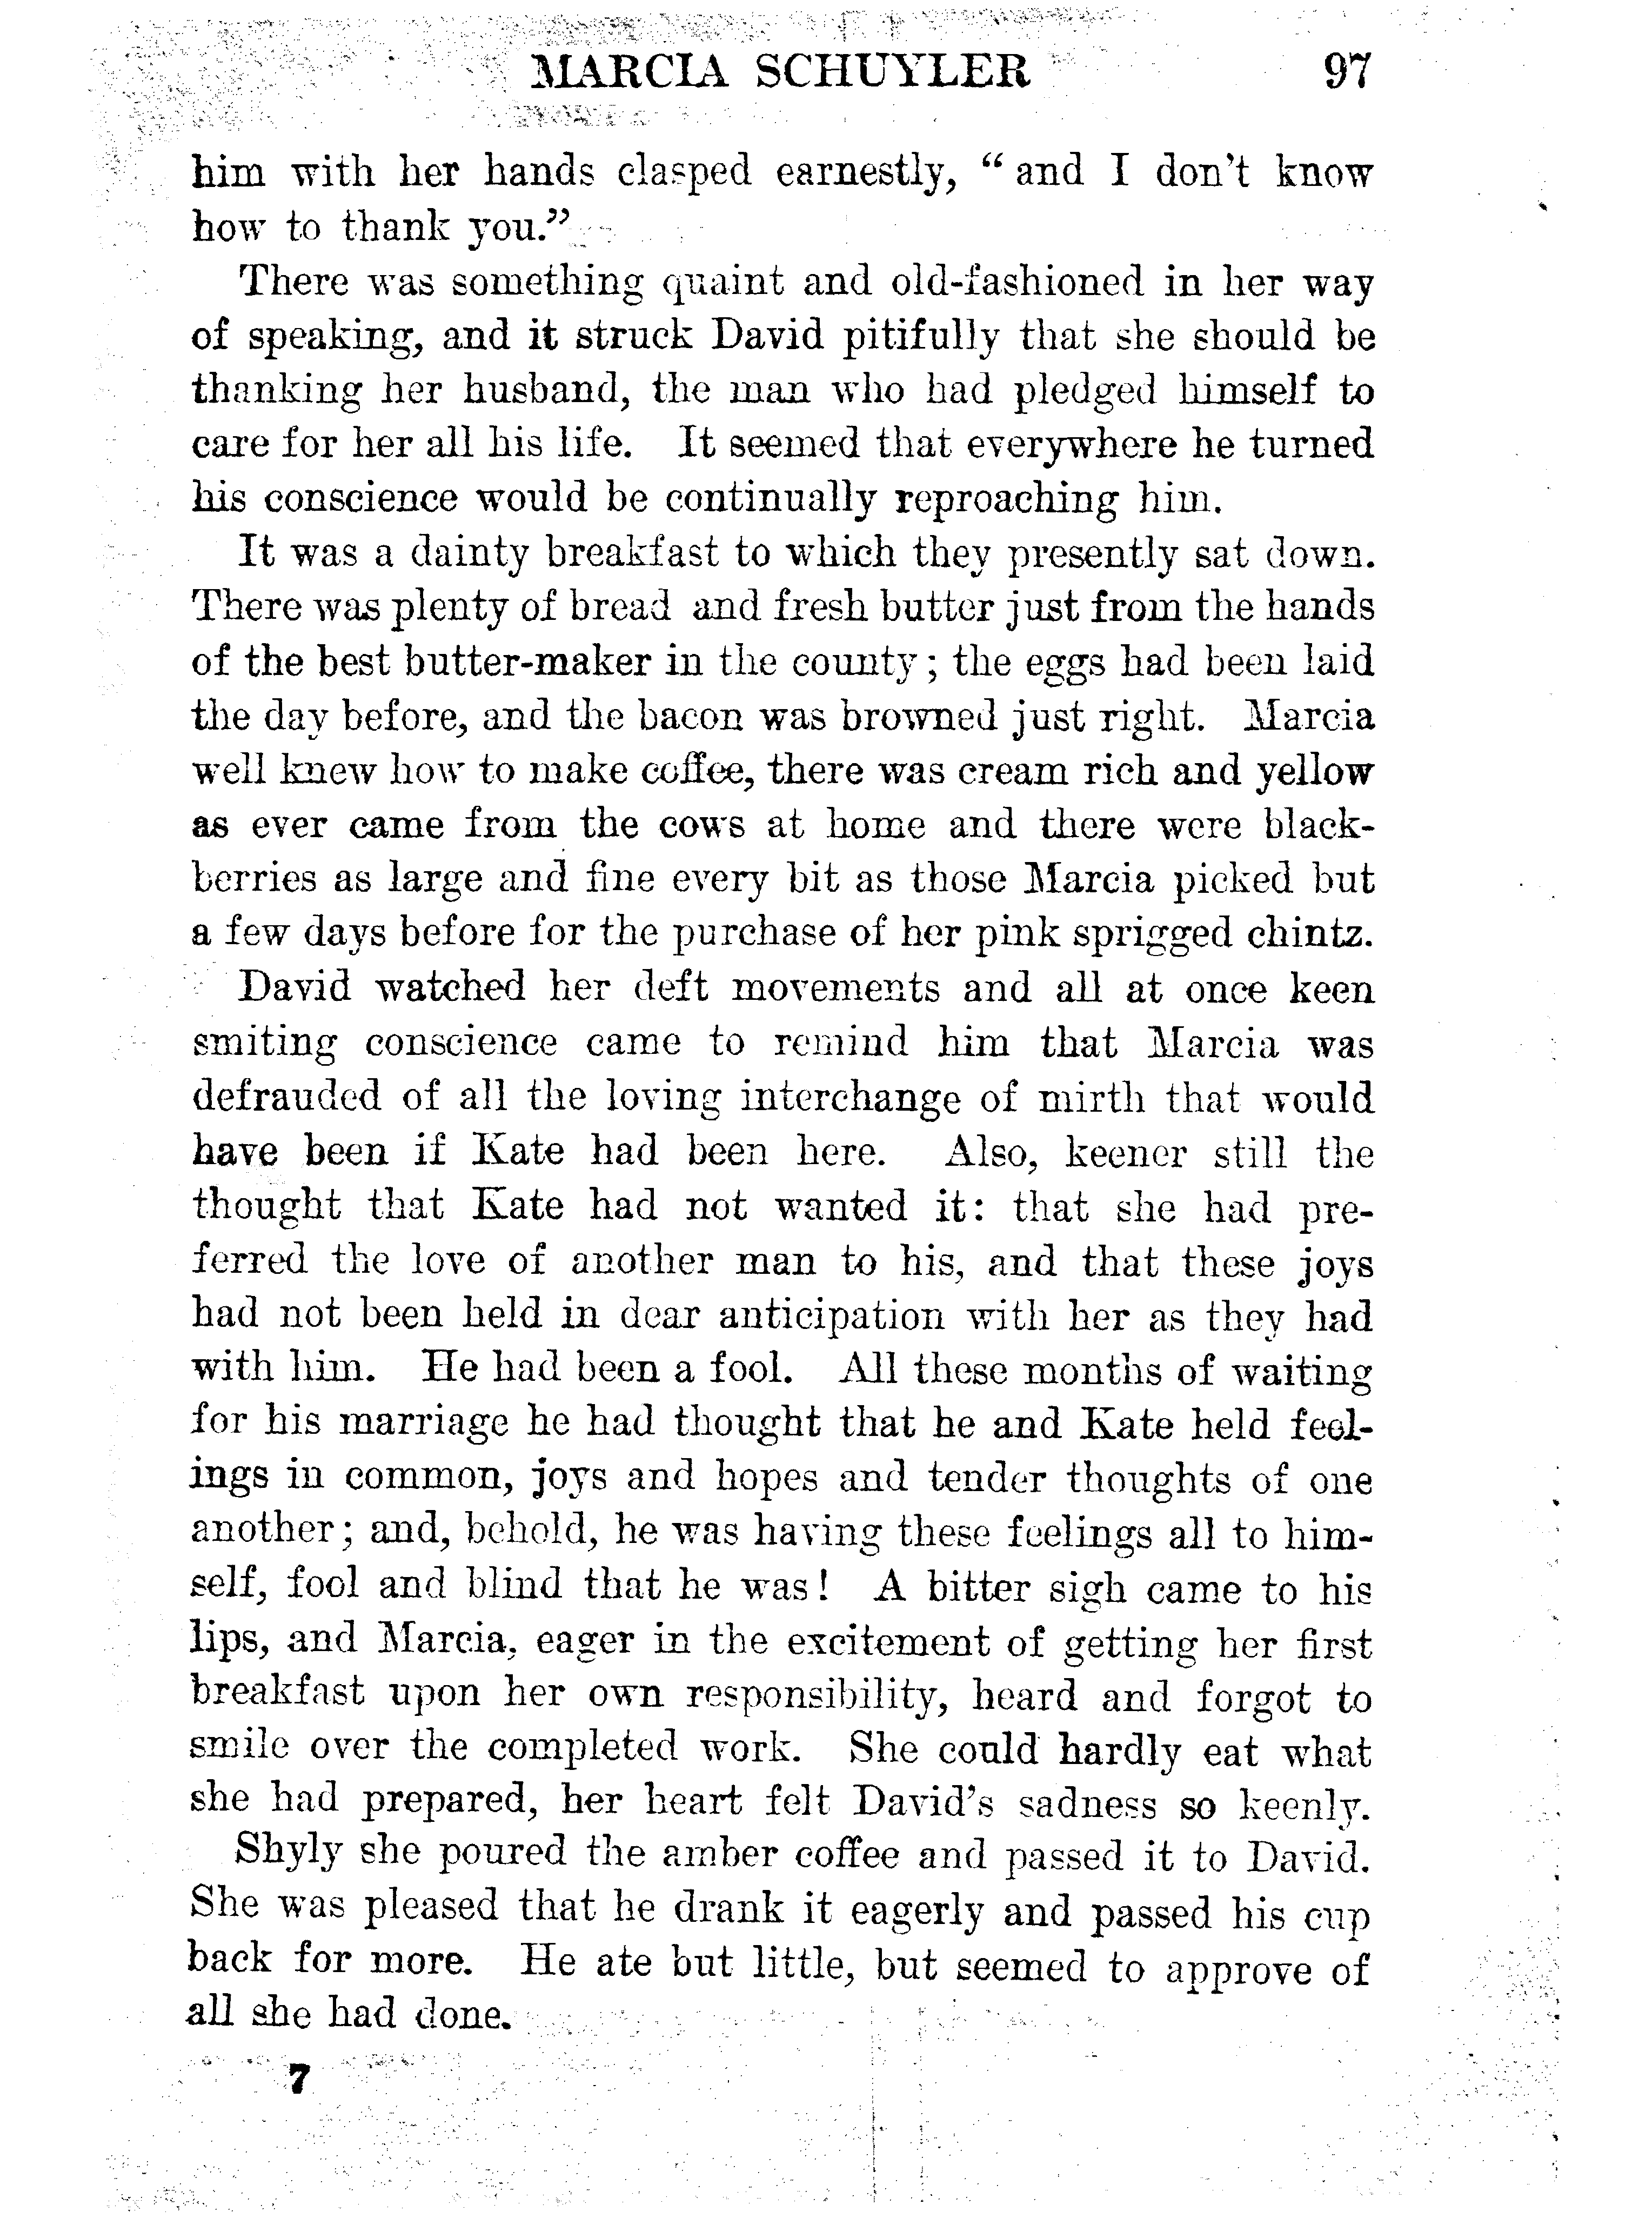 MARCIA SCHUYLER 97
him with her hands clasped earnestly, “ and I don't know
how to thank you.”
There was something quaint and old-fashioned in her way
of speaking, and it struck David pitifully that she should be
thanking her husband, the man who had pledged himself to
care for her all his life. It seemed that everywhere he turned
his conscience would be continually reproaching him.
It was a dainty breakfast to which they presently sat down.
There was plenty of bread and fresh butter just from the hands
of the best butter-maker in the county; the eggs had been laid
the day before, and the bacon was browned just right. Marcia
well knew how to make coffee, there was cream rich and yellow
as ever came from the cows at home and there were black-
berries as large and fine every bit as those Marcia picked but
a few days before for the purchase of her pink sprigged chintz.
David watched her deft movements and all at once keen
smiting conscience came to remind him that Marcia was
defrauded of all the loving interchange of mirth that would
have been if Kate had been here. Also, keener still the
thought that Kate had not wanted it: that she had pre-
ferred the love of another man to his, and that these joys
had not been held in dear anticipation with her as they had
with him. He had been a fool. All these months of waiting
for his marriage he had thought that he and Kate held feel-
ings in common, joys and hopes and tender thoughts of one
another; and, behold, he was having these feelings all to him-
self, fool and blind that he was! A bitter sigh came to his
lips, and Marcia, eager in the excitement of getting her first
breakfast upon her own responsibility, heard and forgot to
smile over the completed work. She could hardly eat what
she had prepared, her heart felt David's sadness so keenly.
Shyly she poured the amber coffee and passed it to David.
She was pleased that he drank it eagerly and passed his cup
back for more. He ate but little, but seemed to approve of
all she had done.
7